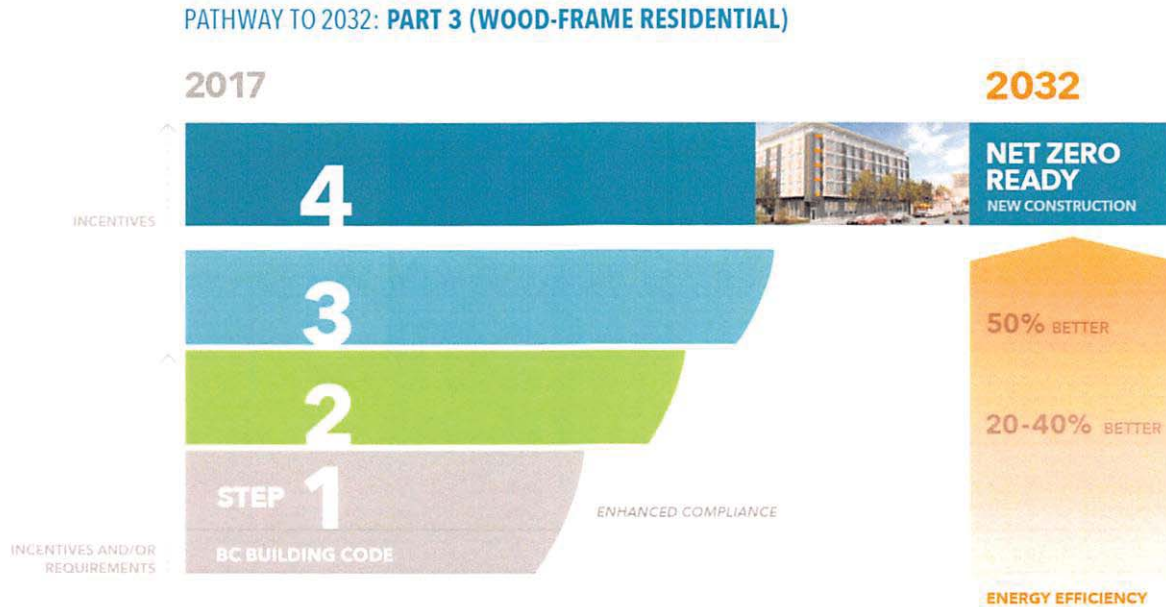 PATHWAY TO 2032: PART 3 (WOOD-FRAME RESIDENTIAL)
2017
2032
4
NET ZERO
READY
NEW CONSTRUCTION
INCENTIVES
3
50% BETTER
2
20-40% BETTER
STEP 1
ENHANCED COMPLIANCE
BC BUILDING CODE
INCENTIVES AND/OR
REQUIREMENTS
ENERGY EFFICIENCY